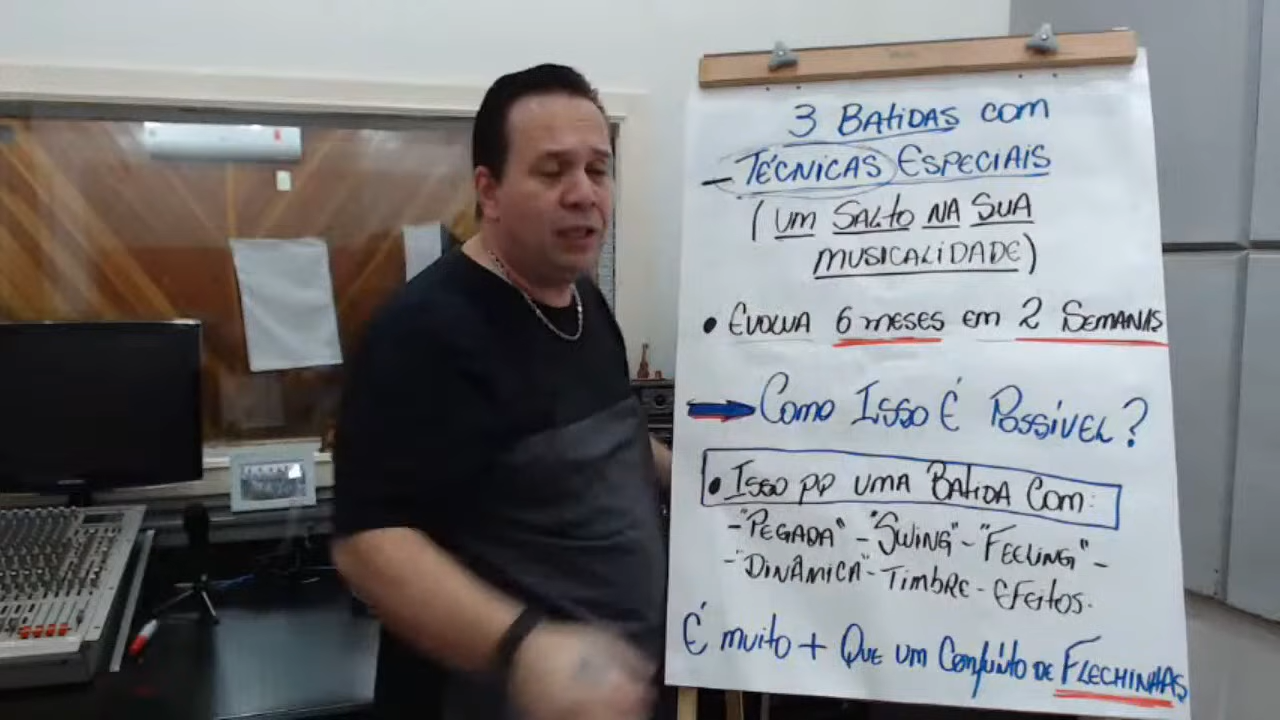 3 BATIDAS COM
- TÉCNICAS ESPECIAIS
(UM SALTO NA SUA
MUSICALIDADE)
• EVOLUA 6 MESES EM 2 SEMANAS
COMO ISSO É POSSÍVEL?
• ISSO PQ UMA BATIDA COM:
-"PEGADA" -"SWING"-"FEELING"-
-"DINÂMICA"-TIMBRE-EFEITOS.
É MUITO + QUE UM CONJUNTO DE FLECHINHAS